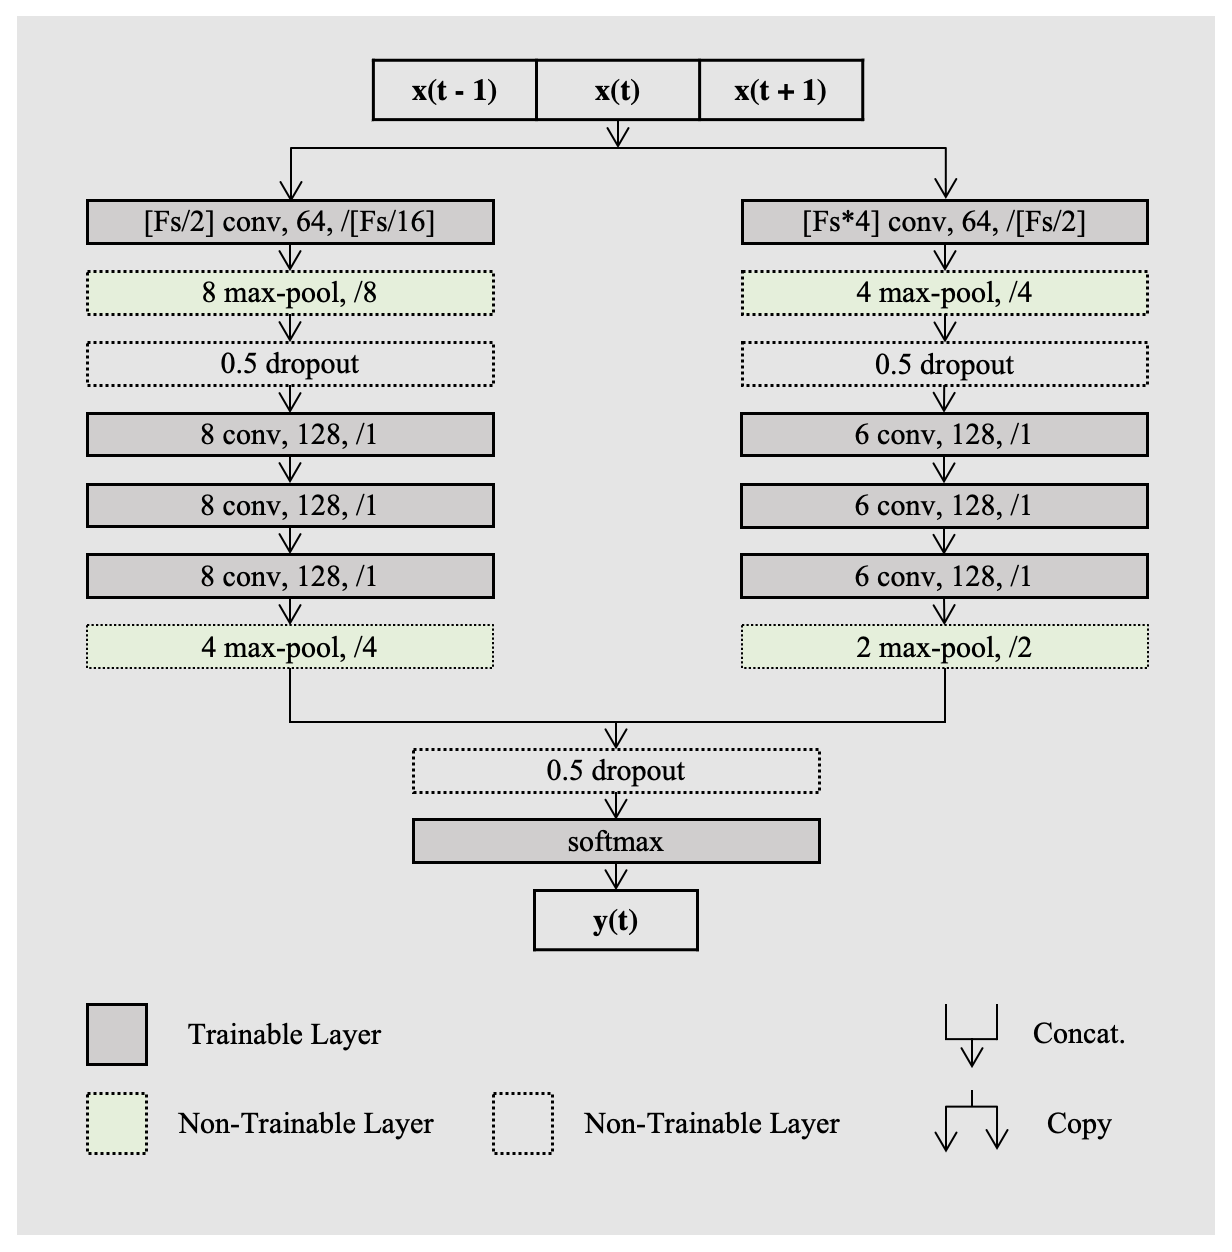 x(t - 1) x(t) x(t + 1)
[Fs/2] conv, 64, /[Fs/16]
8 max-pool, /8
0.5 dropout
8 conv, 128, /1
8 conv, 128, /1
8 conv, 128, /1
4 max-pool, /4
[Fs*4] conv, 64, /[Fs/2]
4 max-pool, /4
0.5 dropout
6 conv, 128, /1
6 conv, 128, /1
6 conv, 128, /1
2 max-pool, /2
0.5 dropout
softmax
y(t)
Trainable Layer
Non-Trainable Layer
Non-Trainable Layer
Concat.
Copy